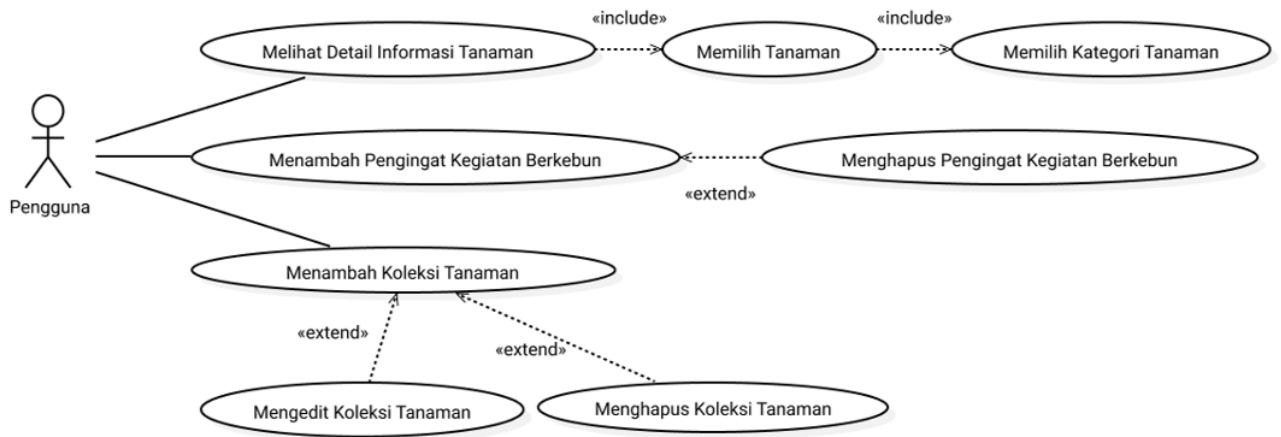 «include»
«include»
Melihat Detail Informasi Tanaman
Memilih Tanaman
Memilih Kategori Tanaman
Menambah Pengingat Kegiatan Berkebun
Menghapus Pengingat Kegiatan Berkebun
«extend»
Pengguna
Menambah Koleksi Tanaman
«extend»
«extend»
Mengedit Koleksi Tanaman
Menghapus Koleksi Tanaman